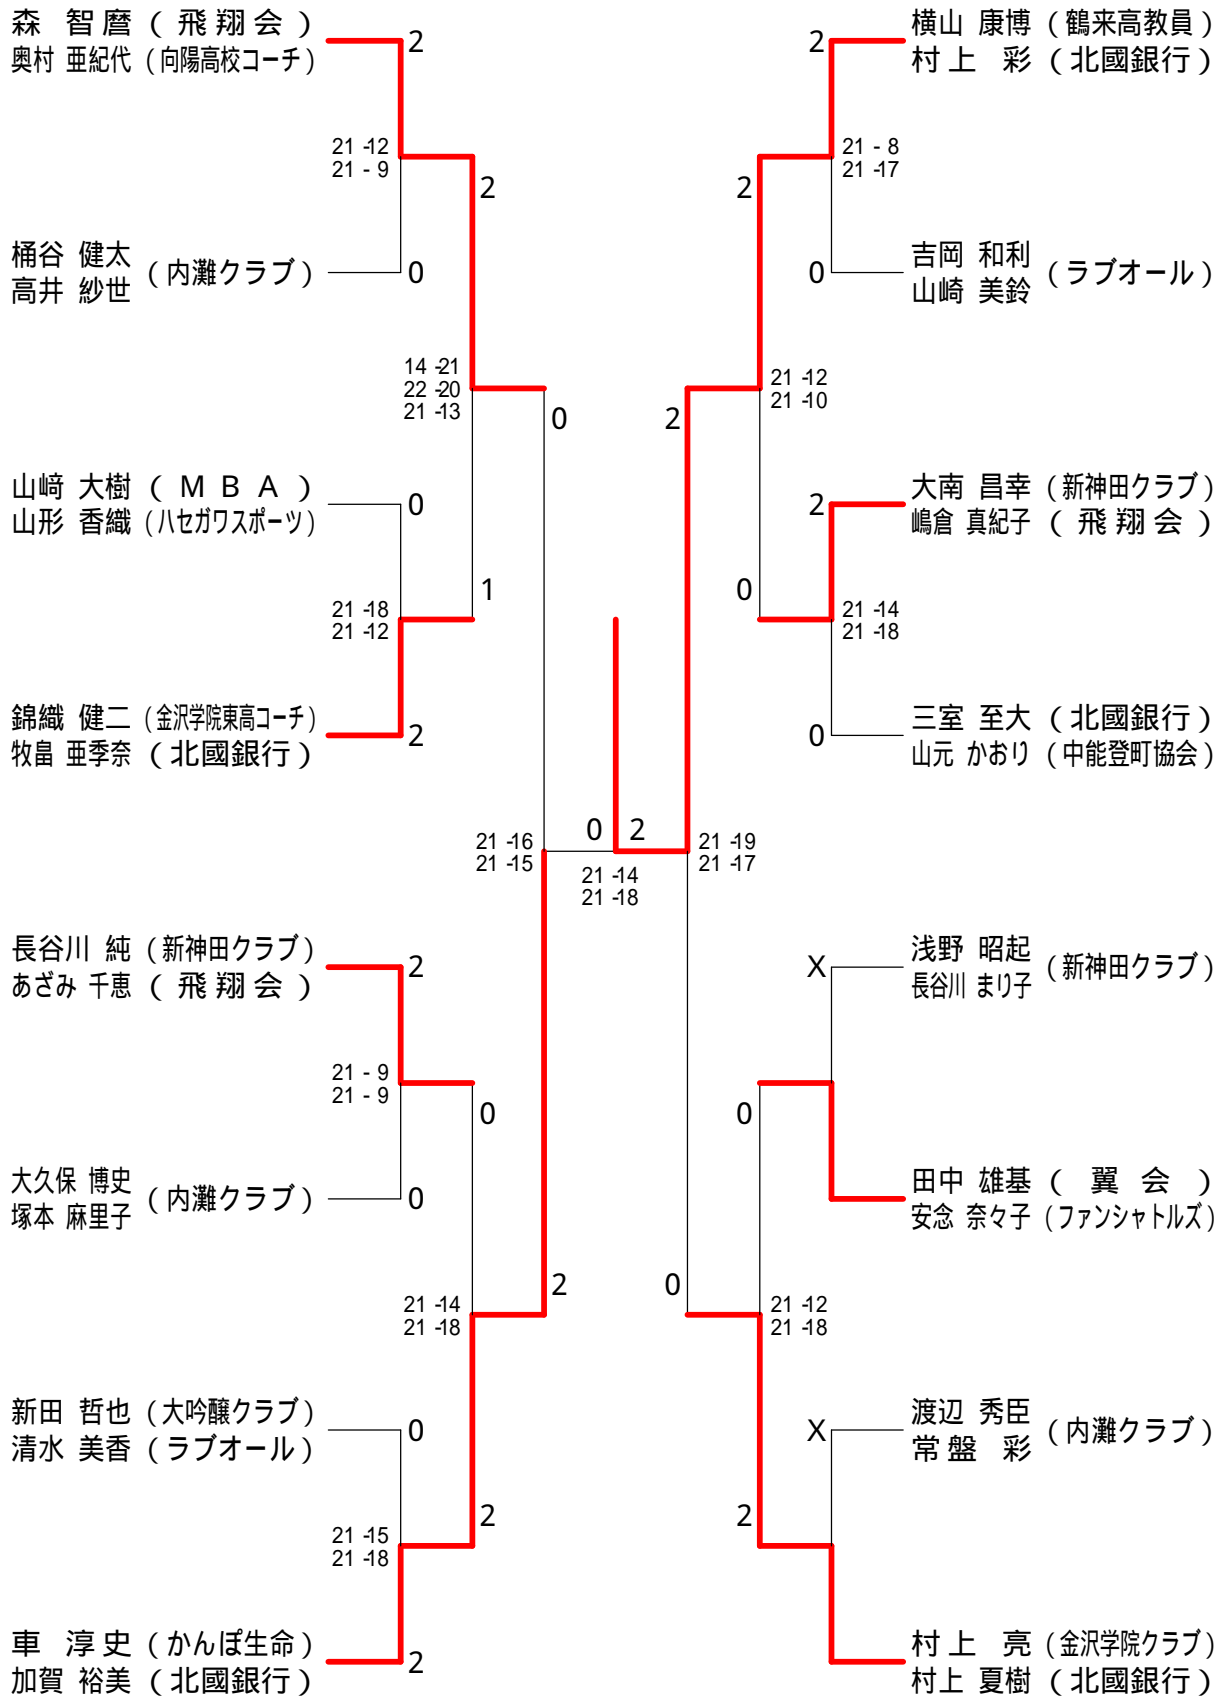 森 智麿 ( 飛 翔 会 )
奥村 亜紀代 ( 向陽高校コーチ )
2
21 -12
21 - 9
2
桶谷 健太
高井 紗世
( 内灘クラブ )
0
14 -21
22 -20
21 -13
0
山﨑 大樹 ( M B A )
山形 香織 ( ハセガワスポーツ )
0
1
21 -18
21 -12
錦織 健二 ( 金沢学院東高コーチ )
牧畠 亜季奈 ( 北國銀行 )
2
21 -16
21 -15
0 2
21 -14
21 -18
長谷川 純 ( 新神田クラブ )
あざみ 千恵 ( 飛 翔 会 )
2
21 - 9
21 - 9
0
大久保 博史
塚本 麻里子
( 内灘クラブ )
0
2
21 -14
21 -18
新田 哲也 ( 大吟醸クラブ )
清水 美香 ( ラブオール )
0
2
21 -15
21 -18
車 淳史 ( かんぽ生命 )
加賀 裕美 ( 北國銀行 )
2
横山 康博 ( 鶴来高教員 )
村上 彩 ( 北國銀行 )
2
21 - 8
21 -17
2
吉岡 和利
山崎 美鈴
( ラブオール )
0
21 -12
21 -10
2
大南 昌幸 ( 新神田クラブ )
嶋倉 真紀子 ( 飛 翔 会 )
2
0
21 -14
21 -18
三室 至大 ( 北國銀行 )
山元 かおり ( 中能登町協会 )
0
21 -19
21 -17
浅野 昭起
長谷川 まり子
( 新神田クラブ )
X
0
田中 雄基 ( 翼 会 )
安念 奈々子 ( ファンシャトルズ )
0
21 -12
21 -18
渡辺 秀臣
常盤 彩
( 内灘クラブ )
X
2
村上 亮 ( 金沢学院クラブ )
村上 夏樹 ( 北國銀行 )